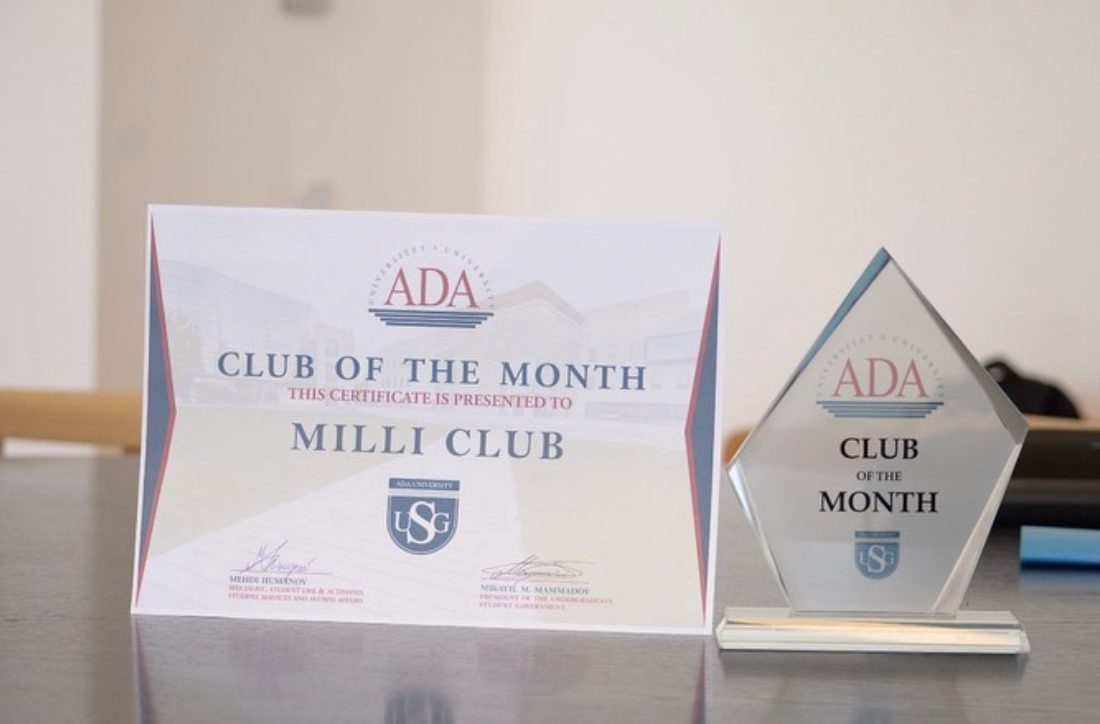 UNIVERSITET • UNIVERSITY
ADA
CLUB OF THE MONTH
THIS CERTIFICATE IS PRESENTED TO
MILLI CLUB
ADA UNIVERSITY
USG
MEHDI HUSEYNOV
SPECIALIST, STUDENT LIFE & ACTIVITIES
STUDENT SERVICES AND ALUMNI AFFAIRS
MIKAYIL M. MAMMADOV
PRESIDENT OF THE UNDERGRADUATE
STUDENT GOVERNMENT
UNIVERSITET • UNIVERSITY
ADA
CLUB
OF THE
MONTH
USG